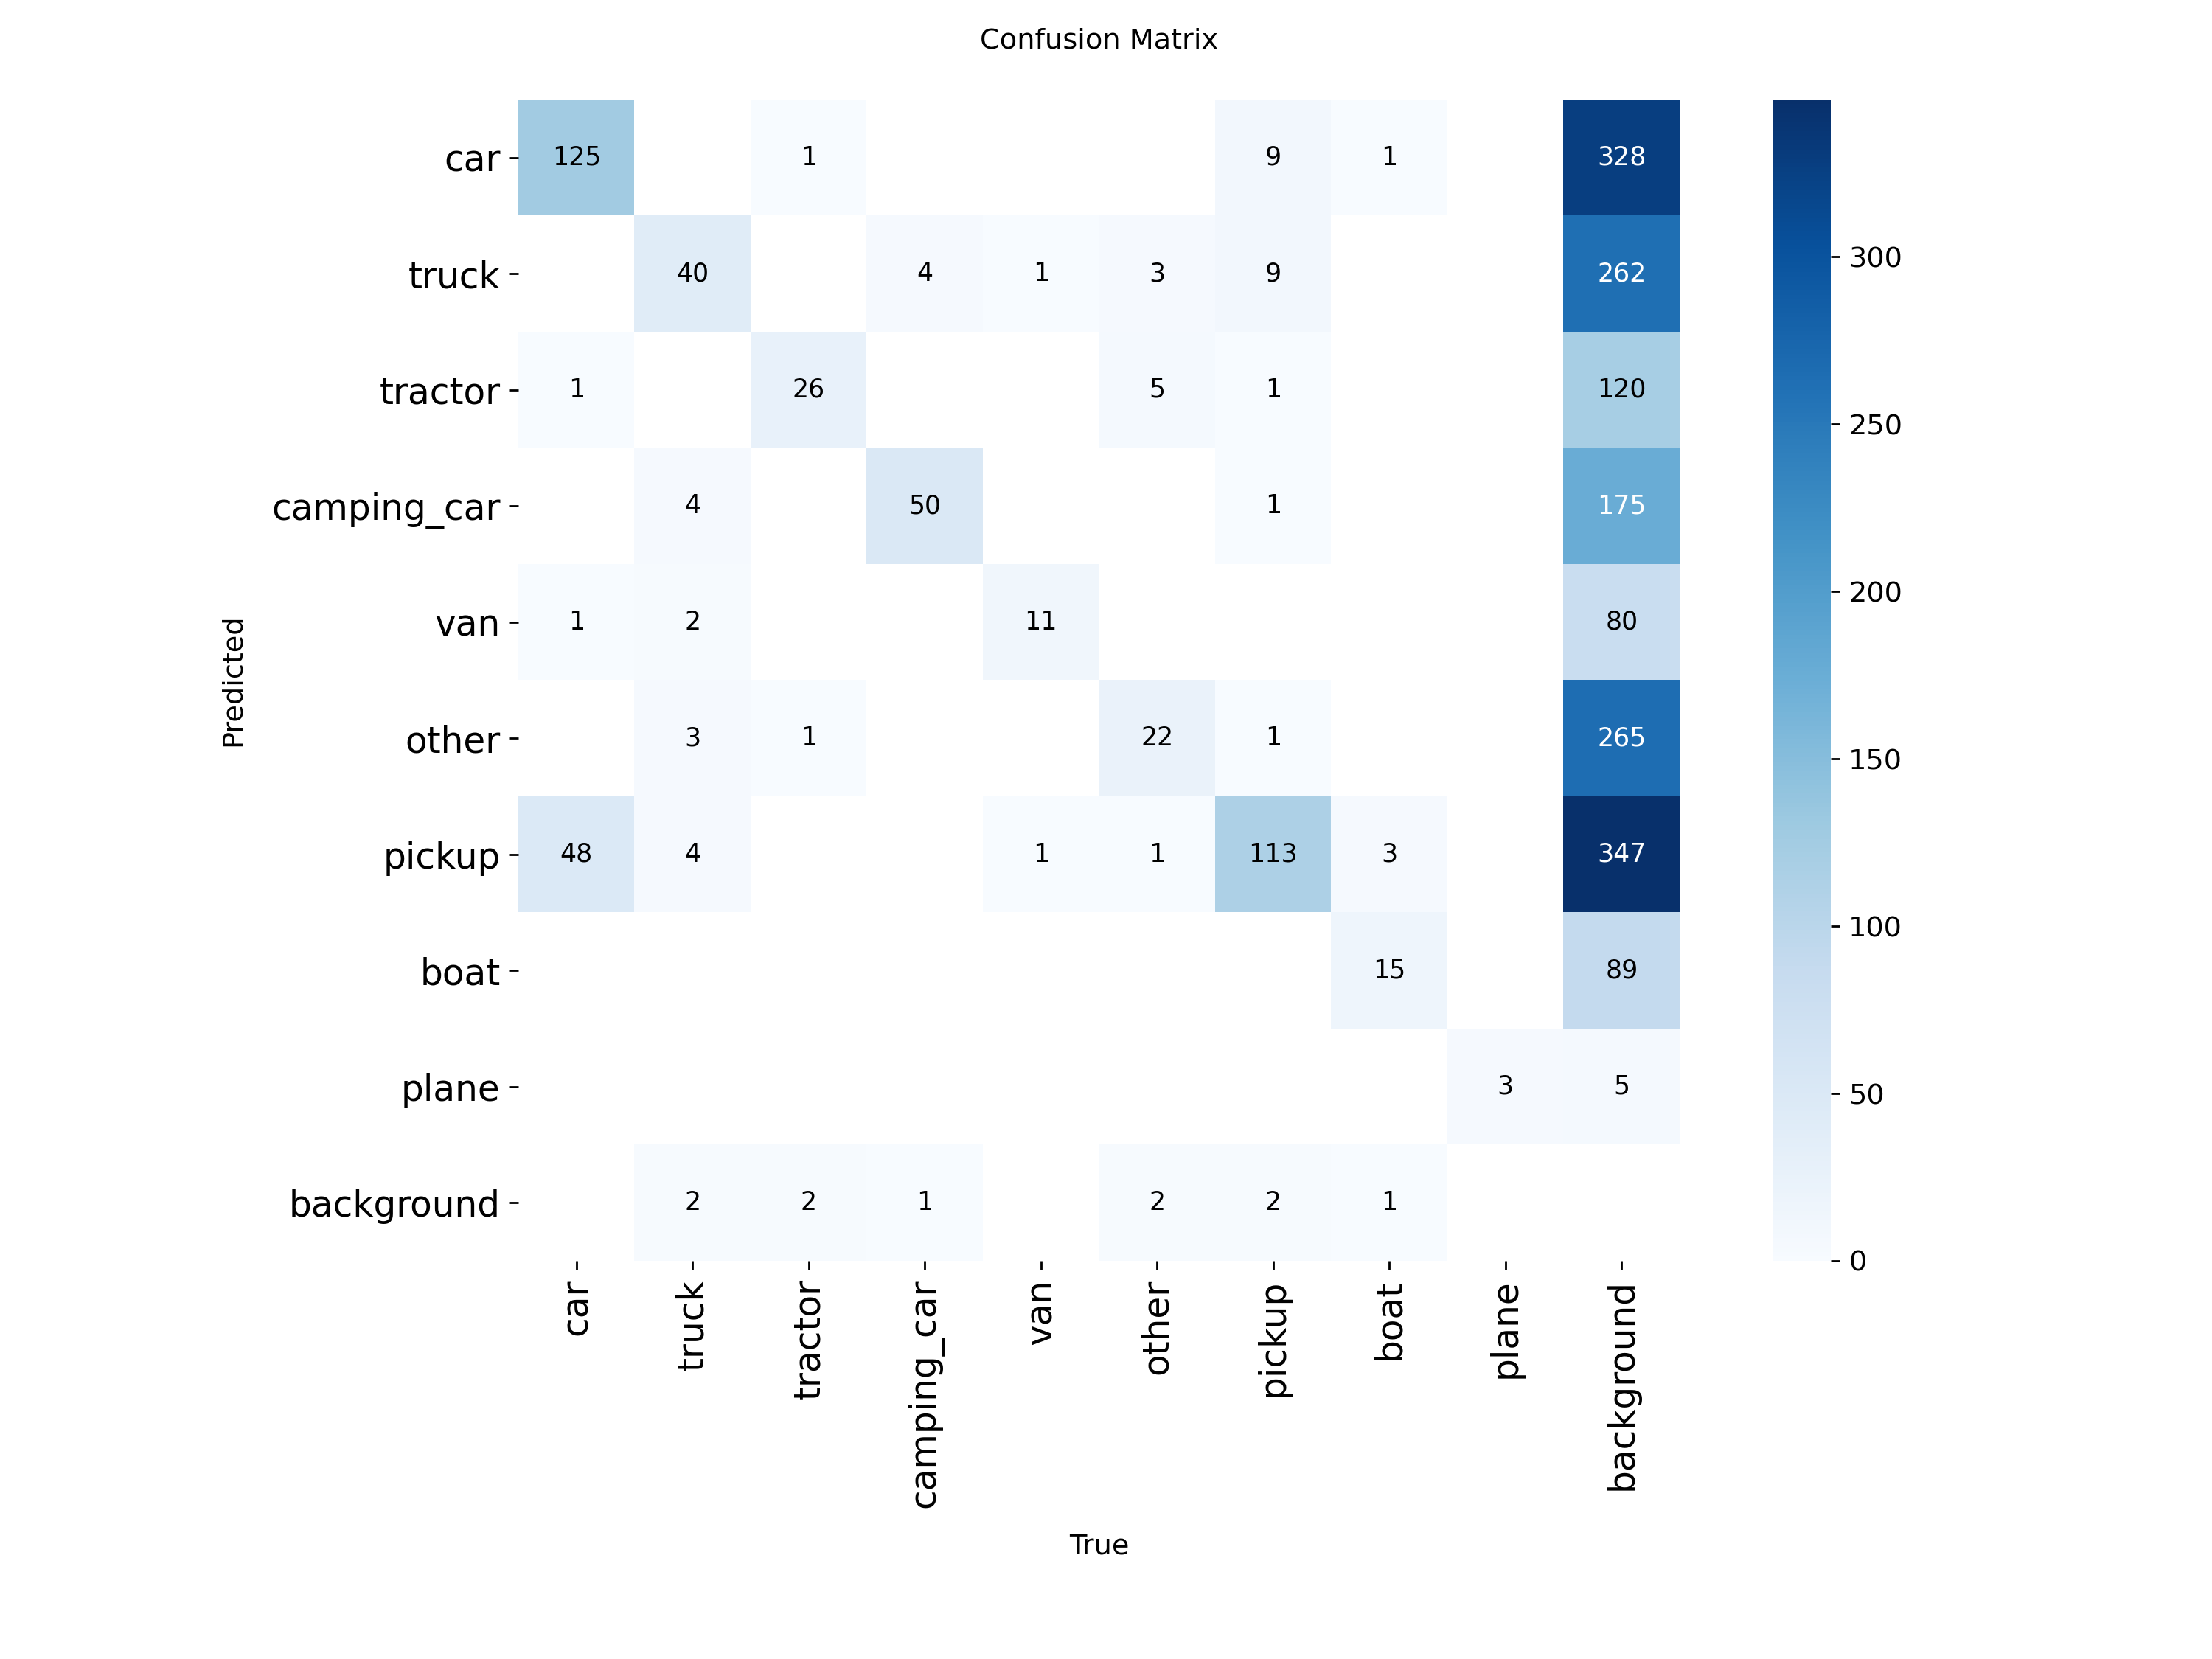 Confusion Matrix
car 125 1 9 1 328
truck 40 4 1 3 9 262
tractor 1 26 5 1 120
camping_car 4 50 1 175
van 1 2 11 80
other 3 1 22 1 265
pickup 48 4 1 1 113 3 347
boat 15 89
plane 3 5
background 2 2 1 2 2 1
Predicted
car truck tractor camping_car van other pickup boat plane background
True
300
250
200
150
100
50
0